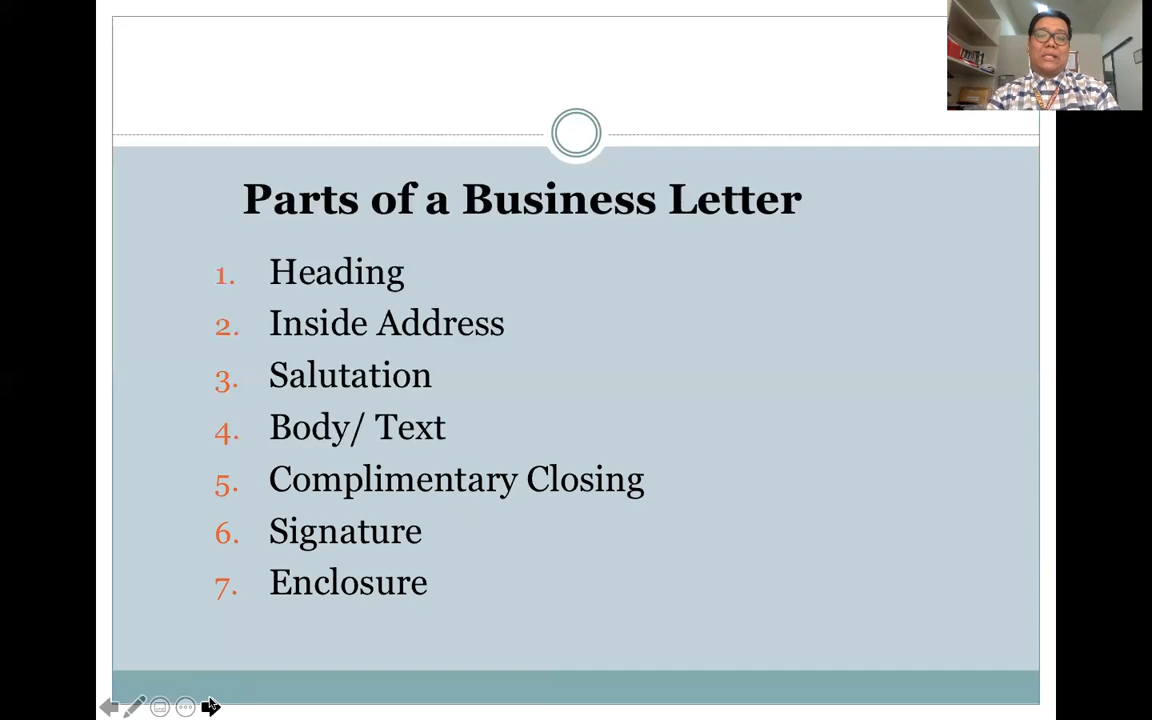 Parts of a Business Letter
1. Heading
2. Inside Address
3. Salutation
4. Body/ Text
5. Complimentary Closing
6. Signature
7. Enclosure